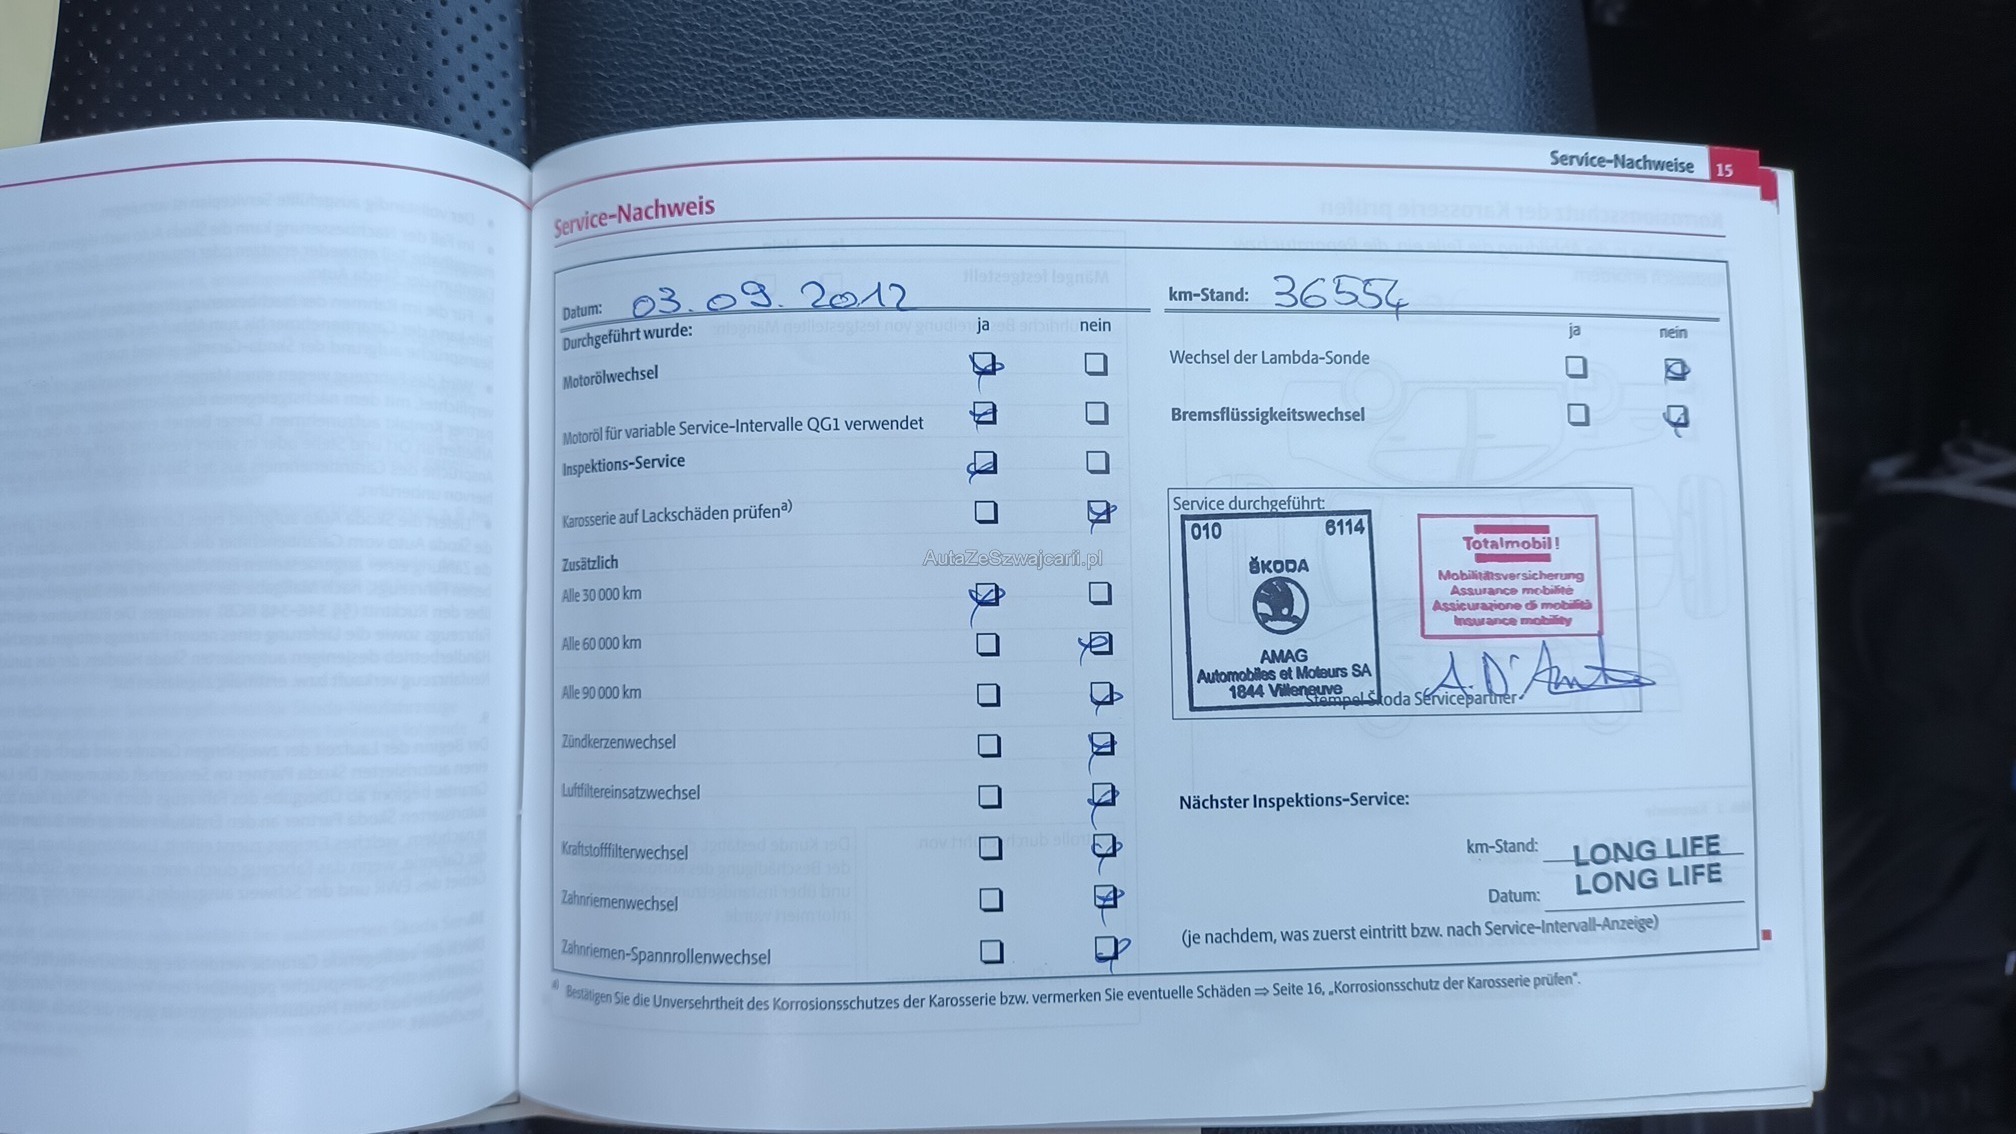 Service-Nachweise 15
Service-Nachweis
Datum: 03.09.2012
km-Stand: 36554
Durchgeführt wurde: ja nein
Motorölwechsel
Motoröl für variable Service-Intervalle QG1 verwendet
Inspektions-Service
Karosserie auf Lackschäden prüfen a)
Zusätzlich
Alle 30 000 km
Alle 60 000 km
Alle 90 000 km
Zündkerzenwechsel
Luftfiltereinsatzwechsel
Kraftstofffilterwechsel
Zahnriemenwechsel
Zahnriemen-Spannrollenwechsel
ja nein
Wechsel der Lambda-Sonde
Bremsflüssigkeitswechsel
Service durchgeführt:
010 6114
ŠKODA
AMAG
Automobiles et Moteurs SA
1844 Villeneuve
Totalmobil!
Mobilitätsversicherung
Assurance mobilité
Assicurazione di mobilità
Insurance mobility
Stempel Škoda Servicepartner
Nächster Inspektions-Service:
km-Stand: LONG LIFE
Datum: LONG LIFE
(je nachdem, was zuerst eintritt bzw. nach Service-Intervall-Anzeige)
a) Bestätigen Sie die Unversehrtheit des Korrosionsschutzes der Karosserie bzw. vermerken Sie eventuelle Schäden ⇒ Seite 16, „Korrosionsschutz der Karosserie prüfen“.
AutaZeSzwajcarii.pl